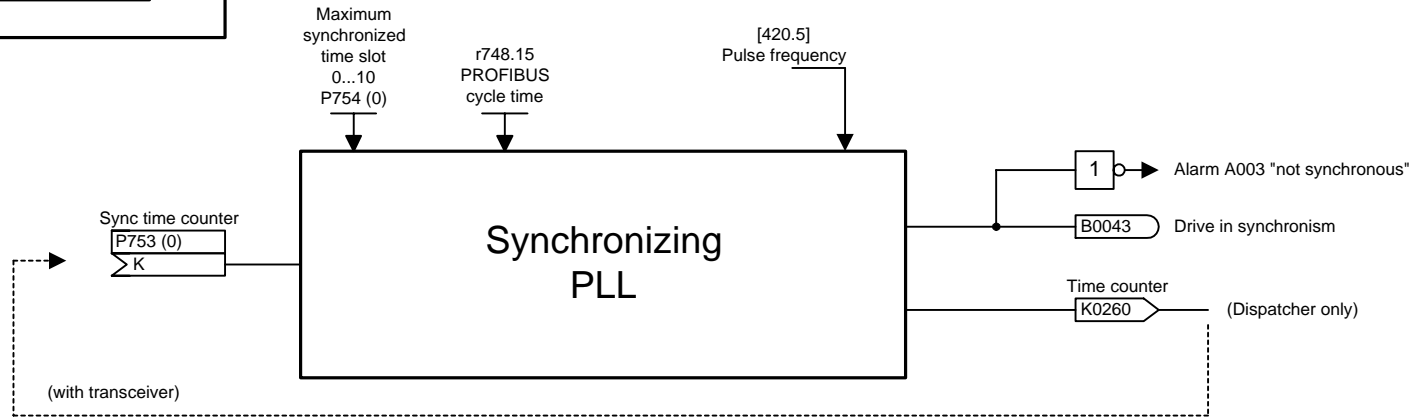 Maximum
synchronized
time slot
0...10
P754 (0)
r748.15
PROFIBUS
cycle time
[420.5]
Pulse frequency
Sync time counter
P753 (0)
K
Synchronizing
PLL
1
Alarm A003 "not synchronous"
B0043
Drive in synchronism
Time counter
K0260
(Dispatcher only)
(with transceiver)